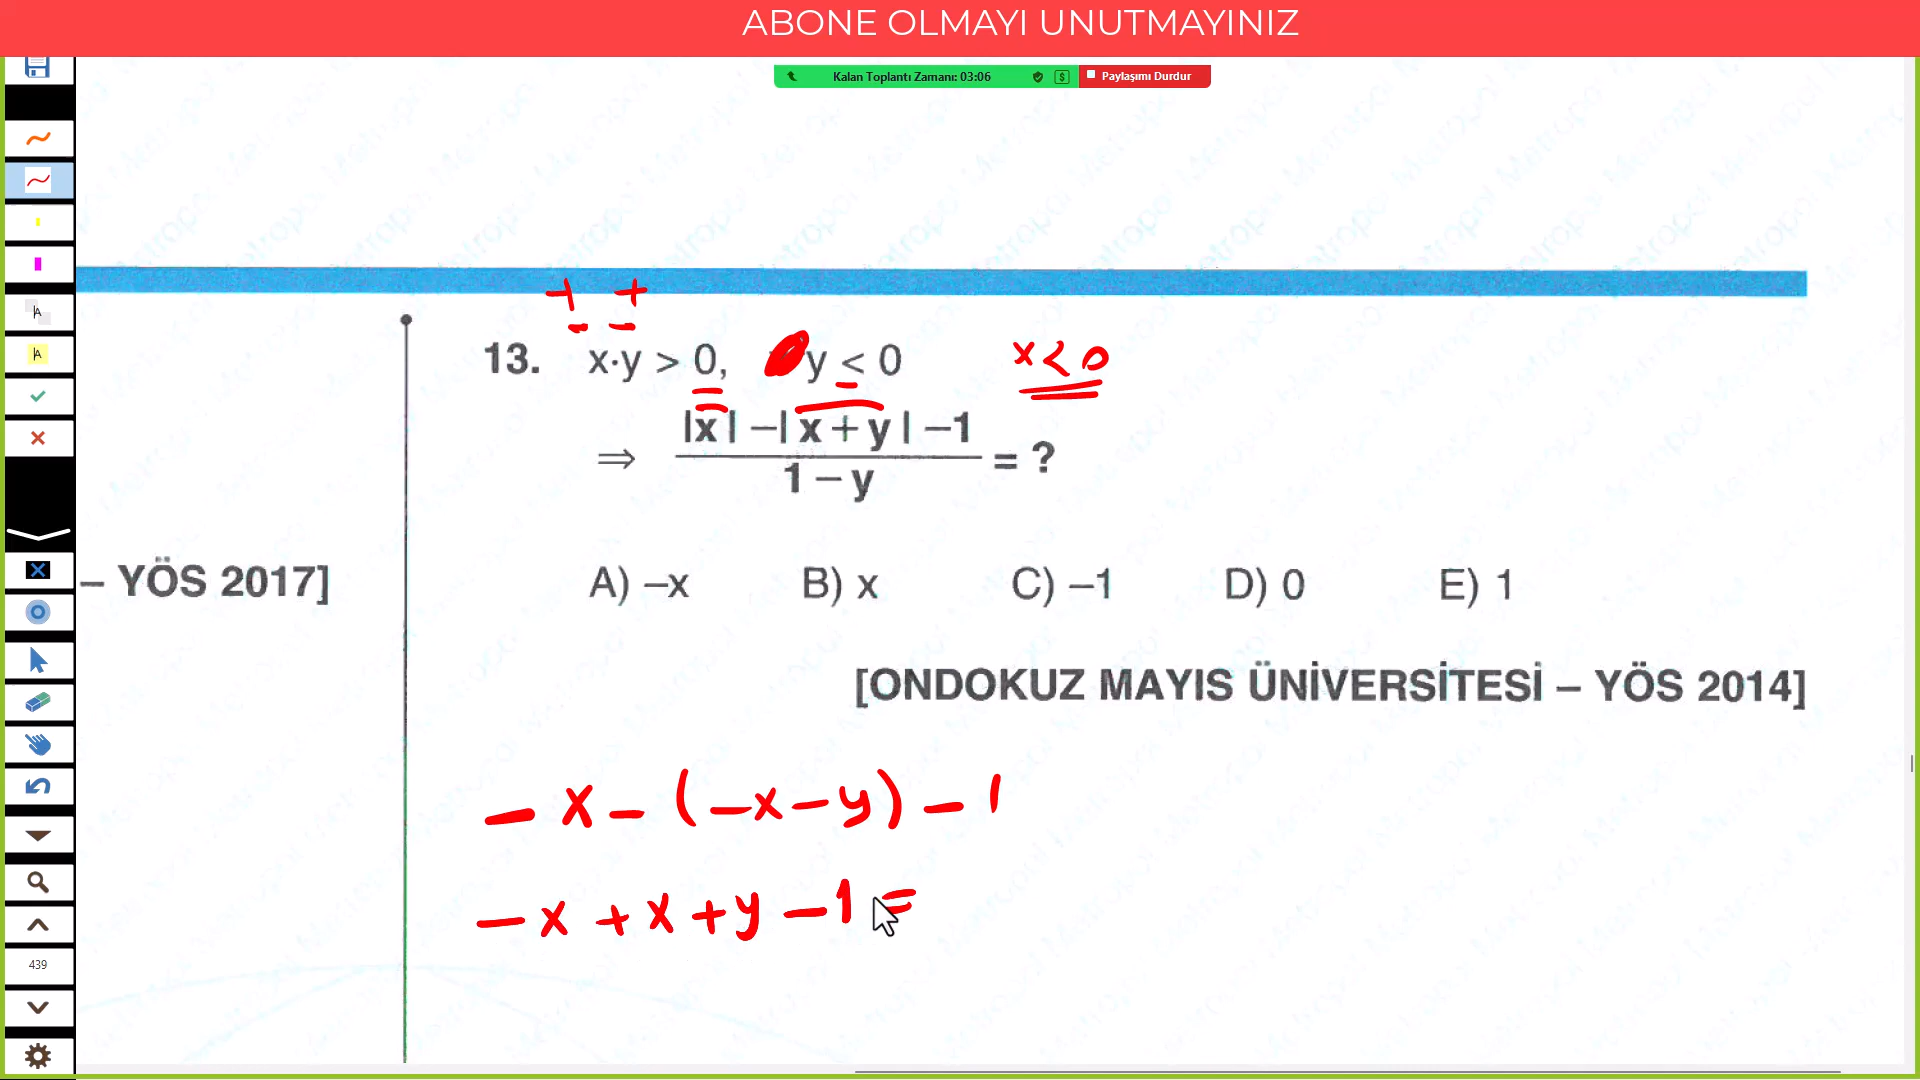 ABONE OLMAYI UNUTMAYINIZ
Kalan Toplantı Zamanı: 03:06
Paylaşımı Durdur
+ +
- -
13. x·y > 0, y < 0
x < 0
⇒ |x| –| x + y | –1 / 1 – y = ?
– YÖS 2017]
A) –x B) x C) –1 D) 0 E) 1
[ONDOKUZ MAYIS ÜNİVERSİTESİ – YÖS 2014]
- x - (-x - y) - 1
- x + x + y - 1 =
439